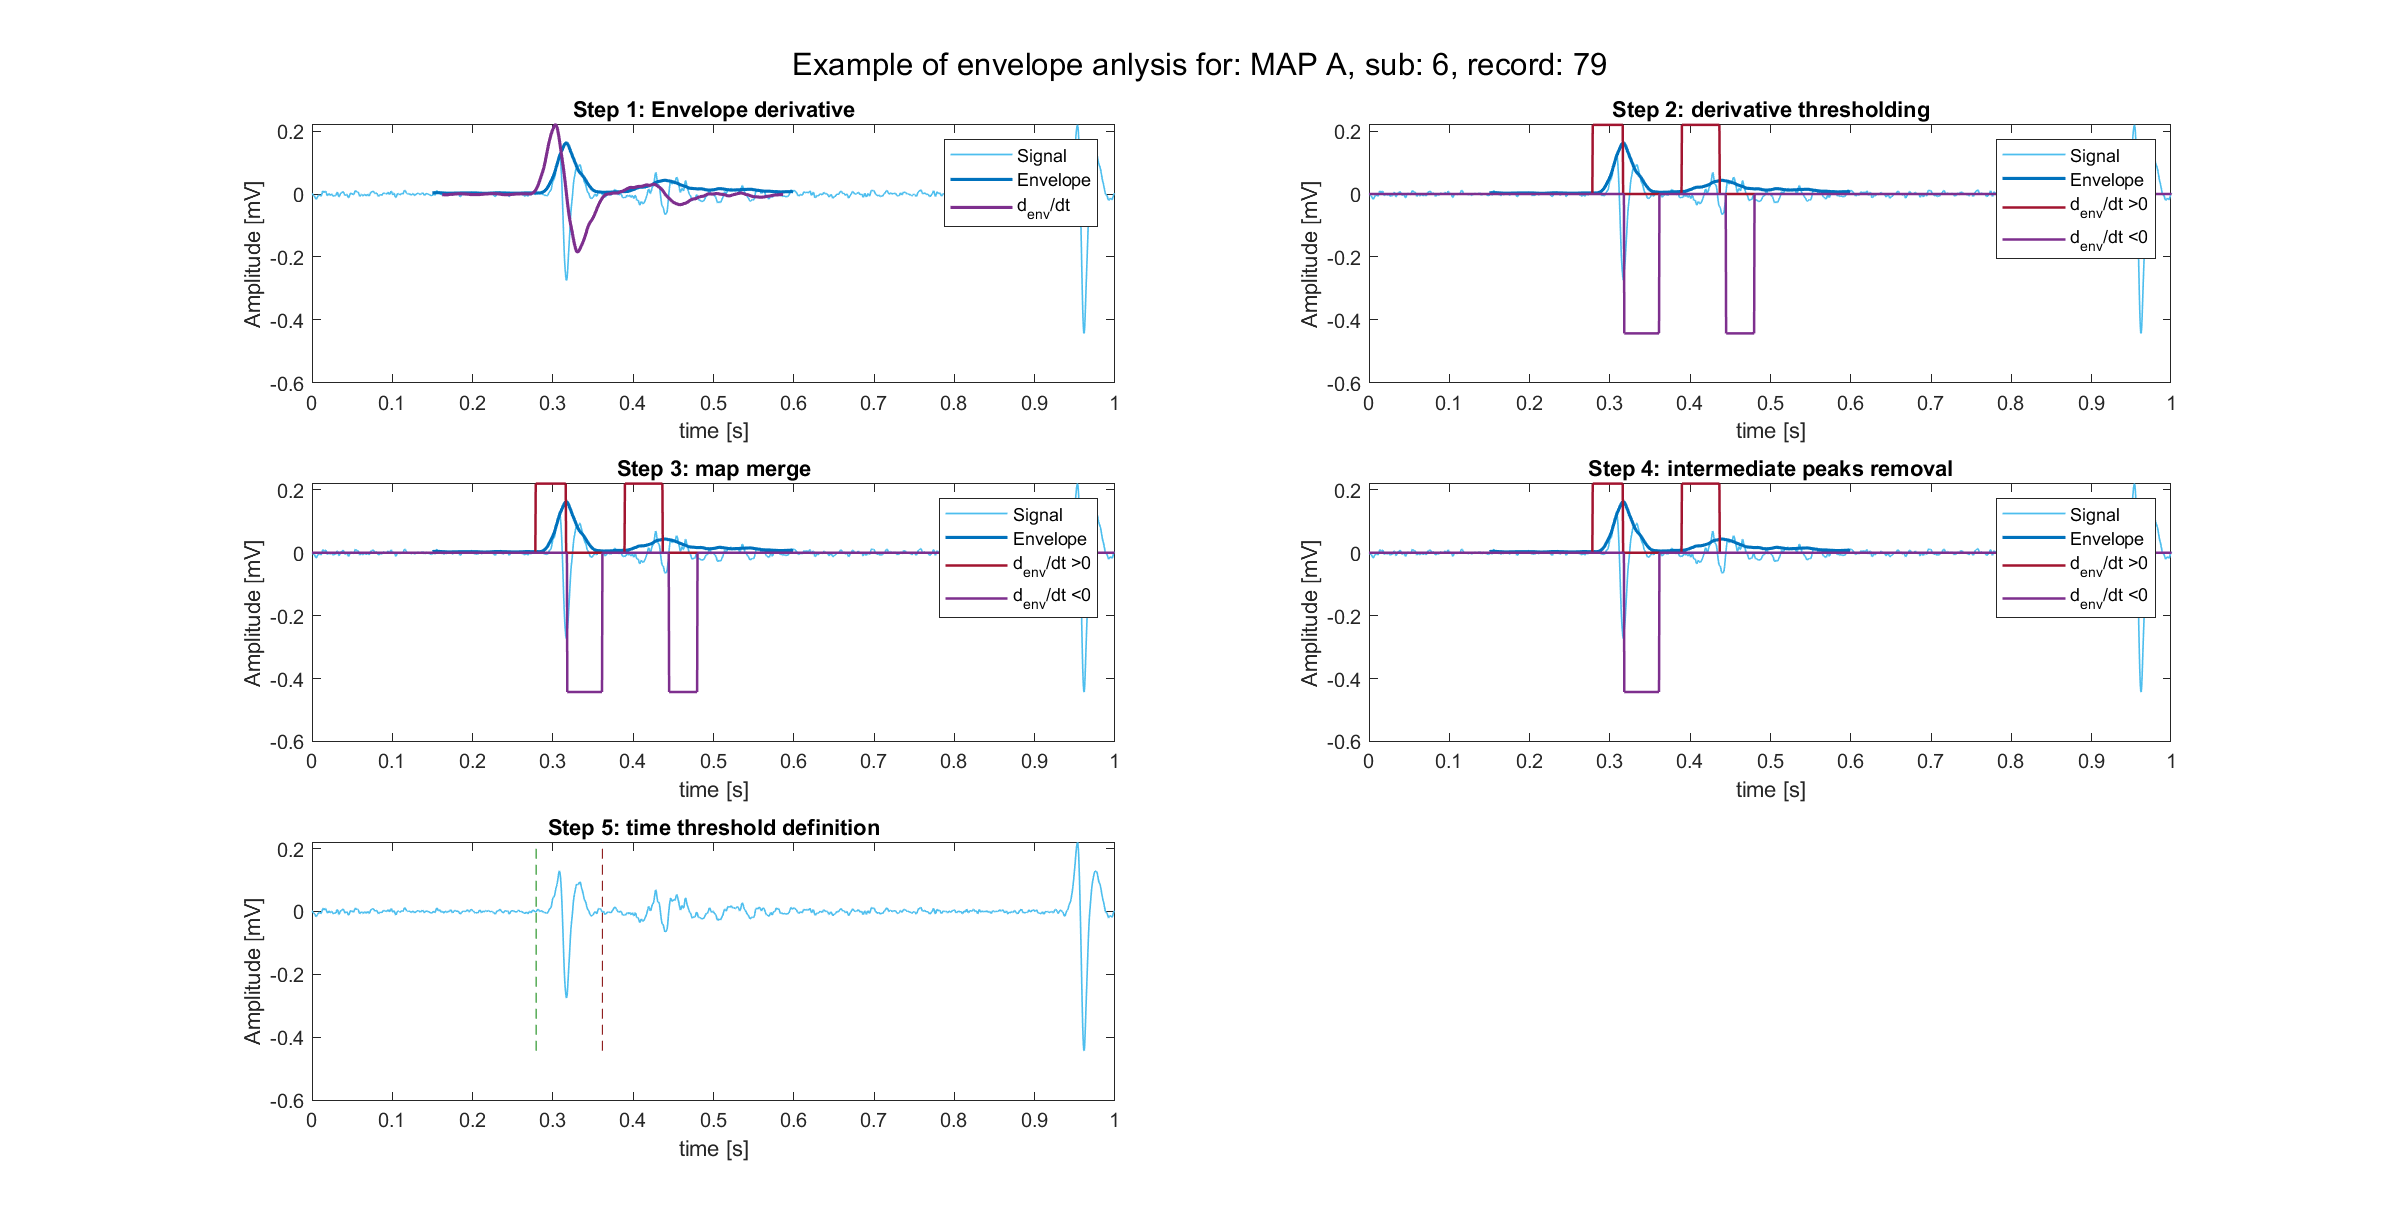 Example of envelope anlysis for: MAP A, sub: 6, record: 79
Step 1: Envelope derivative
Amplitude [mV]
0.2
0
-0.2
-0.4
-0.6
Signal
Envelope
d_env/dt
0 0.1 0.2 0.3 0.4 0.5 0.6 0.7 0.8 0.9 1
time [s]
Step 2: derivative thresholding
Amplitude [mV]
0.2
0
-0.2
-0.4
-0.6
Signal
Envelope
d_env/dt >0
d_env/dt <0
0 0.1 0.2 0.3 0.4 0.5 0.6 0.7 0.8 0.9 1
time [s]
Step 3: map merge
Amplitude [mV]
0.2
0
-0.2
-0.4
-0.6
Signal
Envelope
d_env/dt >0
d_env/dt <0
0 0.1 0.2 0.3 0.4 0.5 0.6 0.7 0.8 0.9 1
time [s]
Step 4: intermediate peaks removal
Amplitude [mV]
0.2
0
-0.2
-0.4
-0.6
Signal
Envelope
d_env/dt >0
d_env/dt <0
0 0.1 0.2 0.3 0.4 0.5 0.6 0.7 0.8 0.9 1
time [s]
Step 5: time threshold definition
Amplitude [mV]
0.2
0
-0.2
-0.4
-0.6
0 0.1 0.2 0.3 0.4 0.5 0.6 0.7 0.8 0.9 1
time [s]